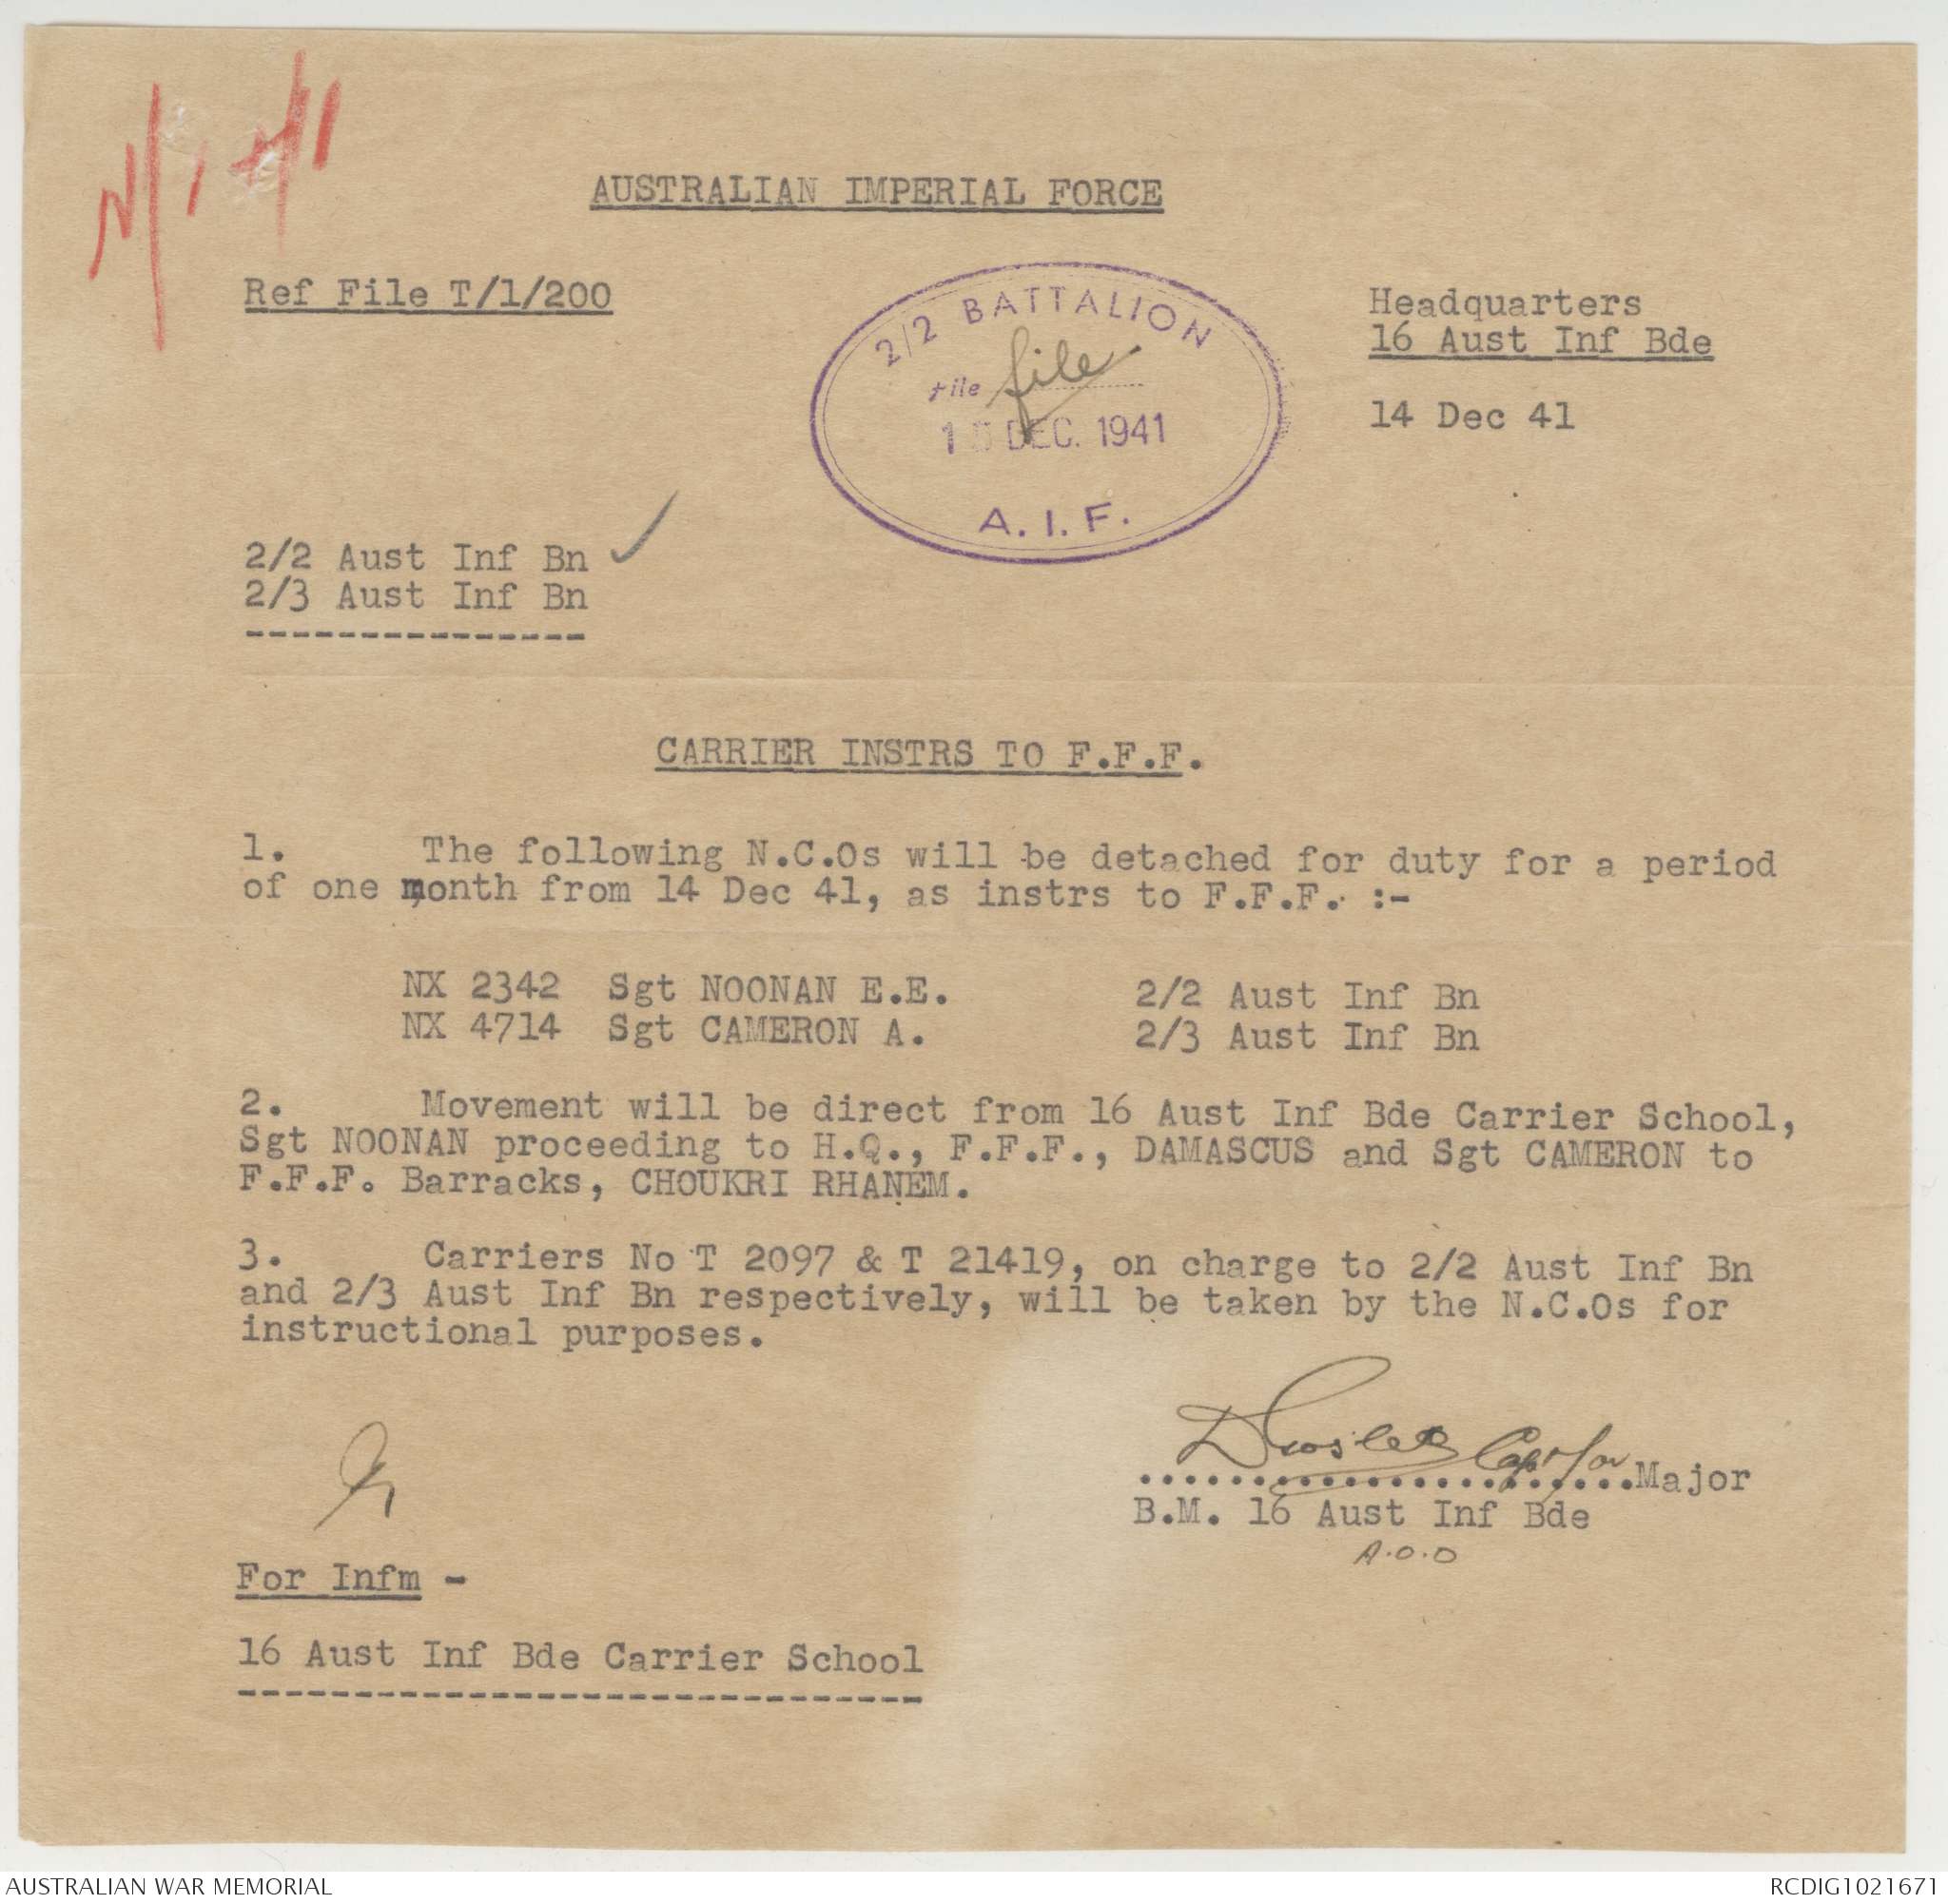 AUSTRALIAN IMPERIAL FORCE
Ref File T/1/200
2/2 BATTALION
File file
DEC. 1941
A.I.F.
Headquarters
16 Aust Inf Bde
14 Dec 41
2/2 Aust Inf Bn
2/3 Aust Inf Bn
----------------
CARRIER INSTRS TO F.F.F.
1. The following N.C.Os will be detached for duty for a period
of one month from 14 Dec 41, as instrs to F.F.F. :-
NX 2342 Sgt NOONAN E.E. 2/2 Aust Inf Bn
NX 4714 Sgt CAMERON A. 2/3 Aust Inf Bn
2. Movement will be direct from 16 Aust Inf Bde Carrier School,
Sgt NOONAN proceeding to H.Q., F.F.F., DAMASCUS and Sgt CAMERON to
F.F.F. Barracks, CHOUKRI RHANEM.
3. Carriers No T 2097 & T 21419, on charge to 2/2 Aust Inf Bn
and 2/3 Aust Inf Bn respectively, will be taken by the N.C.Os for
instructional purposes.
Capt for
......................Major
B.M. 16 Aust Inf Bde
A.O.O
For Infm -
16 Aust Inf Bde Carrier School
------------------------------
AUSTRALIAN WAR MEMORIAL
RCDIG1021671